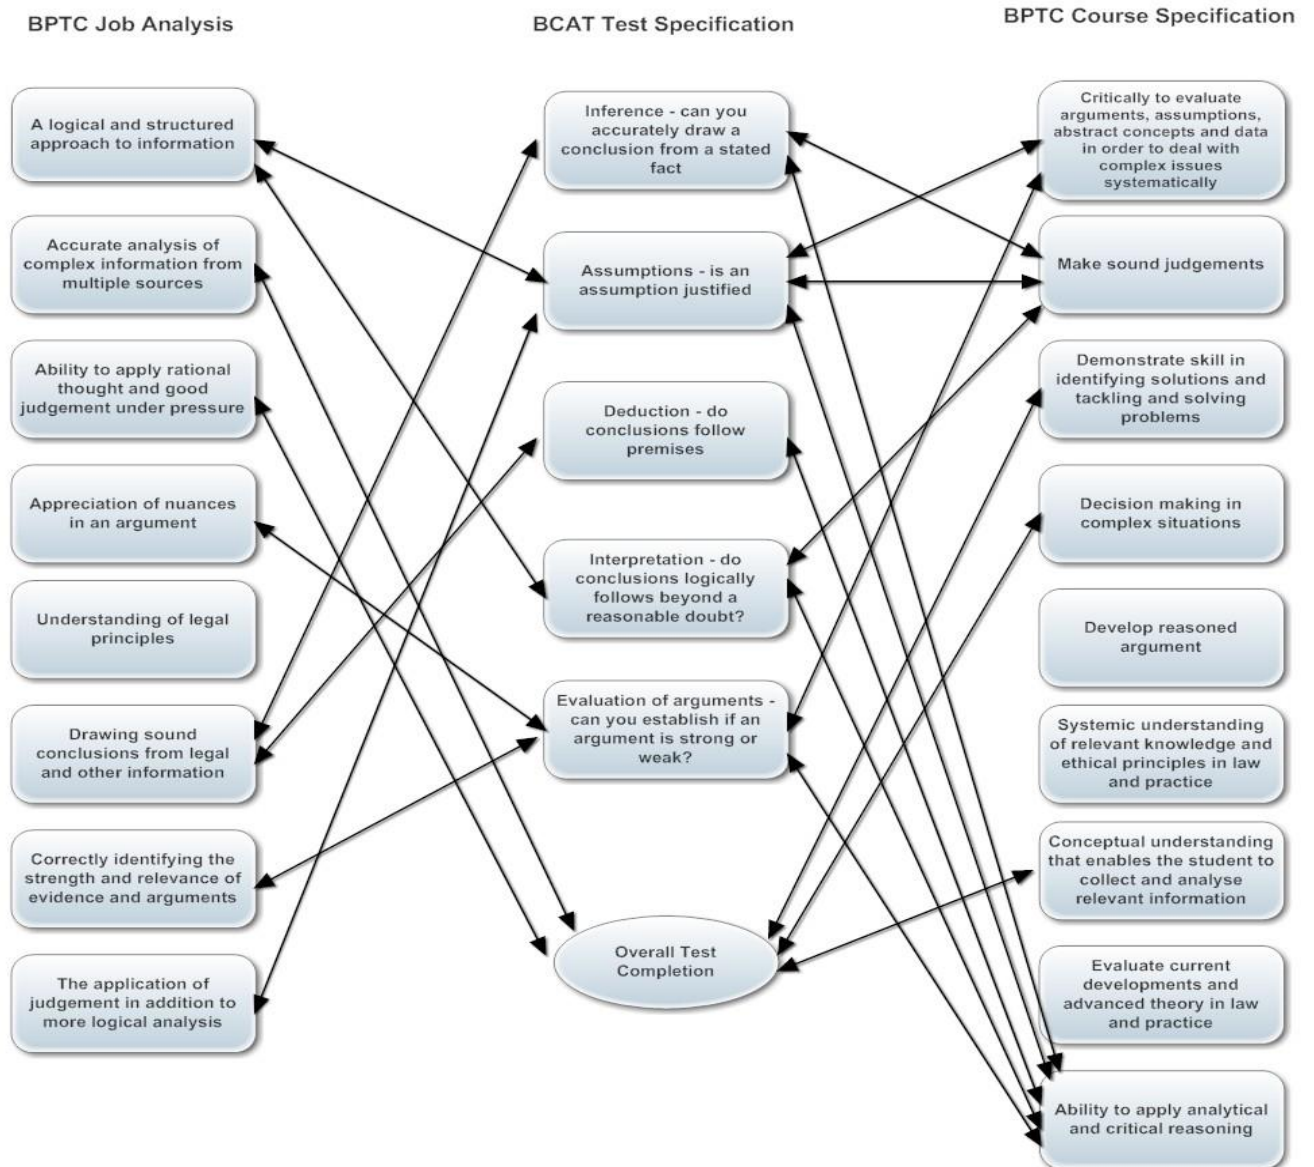 BPTC Job Analysis
BCAT Test Specification
BPTC Course Specification
A logical and structured
approach to information
Accurate analysis of
complex information from
multiple sources
Ability to apply rational
thought and good
judgement under pressure
Appreciation of nuances
in an argument
Understanding of legal
principles
Drawing sound
conclusions from legal
and other information
Correctly identifying the
strength and relevance of
evidence and arguments
The application of
judgement in addition to
more logical analysis
Inference - can you
accurately draw a
conclusion from a stated
fact
Assumptions - is an
assumption justified
Deduction - do
conclusions follow
premises
Interpretation - do
conclusions logically
follows beyond a
reasonable doubt?
Evaluation of arguments -
can you establish if an
argument is strong or
weak?
Overall Test
Completion
Critically to evaluate
arguments, assumptions,
abstract concepts and data
in order to deal with
complex issues
systematically
Make sound judgements
Demonstrate skill in
identifying solutions and
tackling and solving
problems
Decision making in
complex situations
Develop reasoned
argument
Systemic understanding
of relevant knowledge and
ethical principles in law
and practice
Conceptual understanding
that enables the student to
collect and analyse
relevant information
Evaluate current
developments and
advanced theory in law
and practice
Ability to apply analytical
and critical reasoning